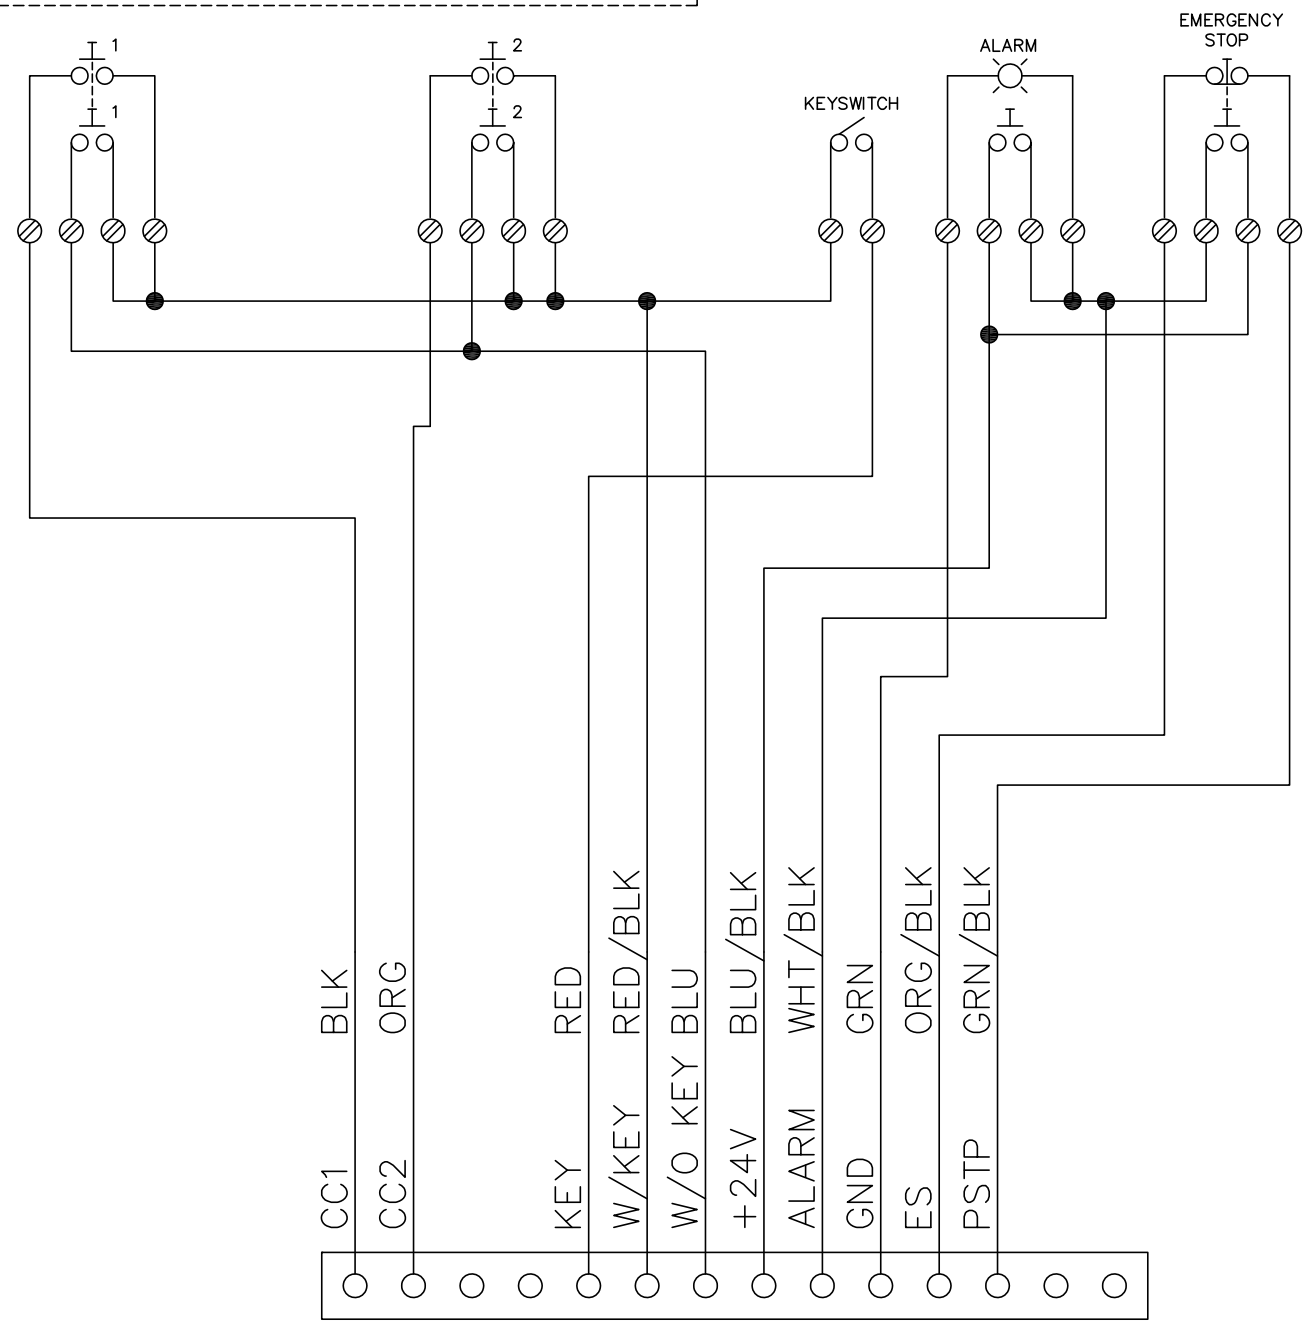 EMERGENCY
STOP
1
2
ALARM
1
2
KEYSWITCH
BLK
ORG
RED
RED/BLK
BLU
BLU/BLK
WHT/BLK
GRN
ORG/BLK
GRN/BLK
CC1
CC2
KEY
W/KEY
W/O KEY
+24V
ALARM
GND
ES
PSTP